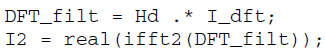 DFT_filt = Hd .* I_dft;
I2 = real(ifft2(DFT_filt));